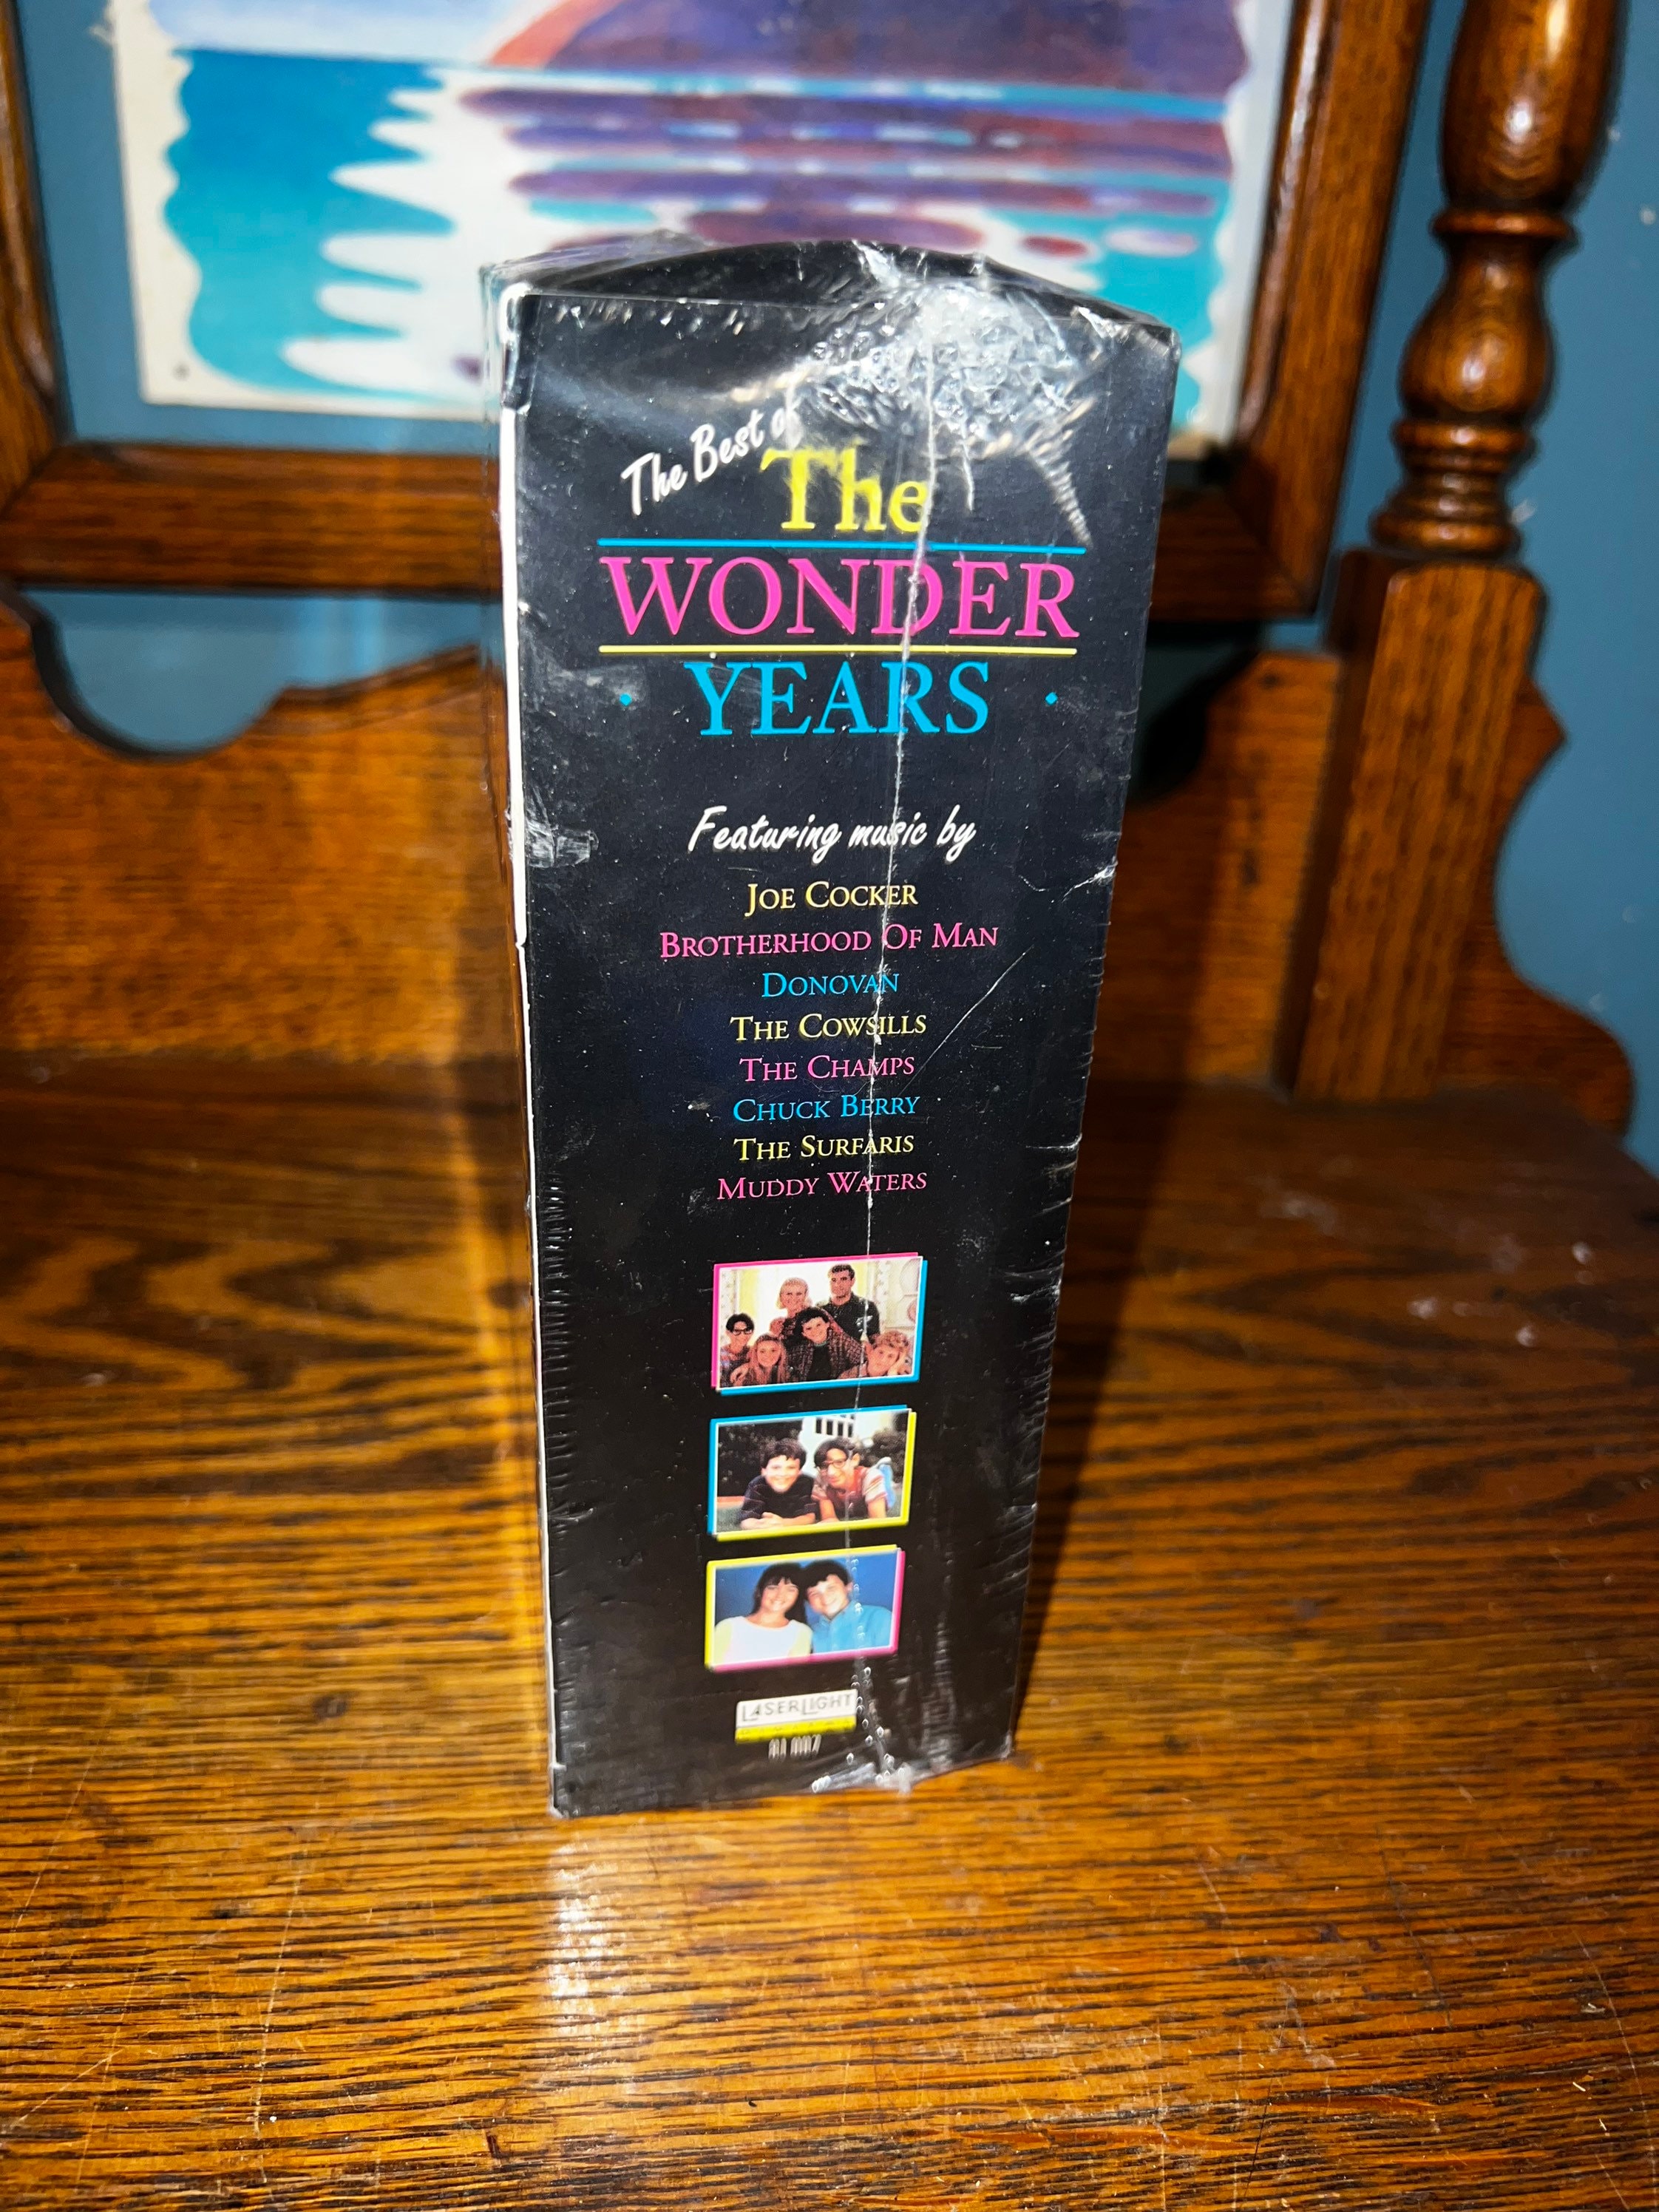 The Best of
The
WONDER
YEARS
Featuring music by
JOE COCKER
BROTHERHOOD OF MAN
DONOVAN
THE COWSILLS
THE CHAMPS
CHUCK BERRY
THE SURFARIS
MUDDY WATERS
LASERLIGHT